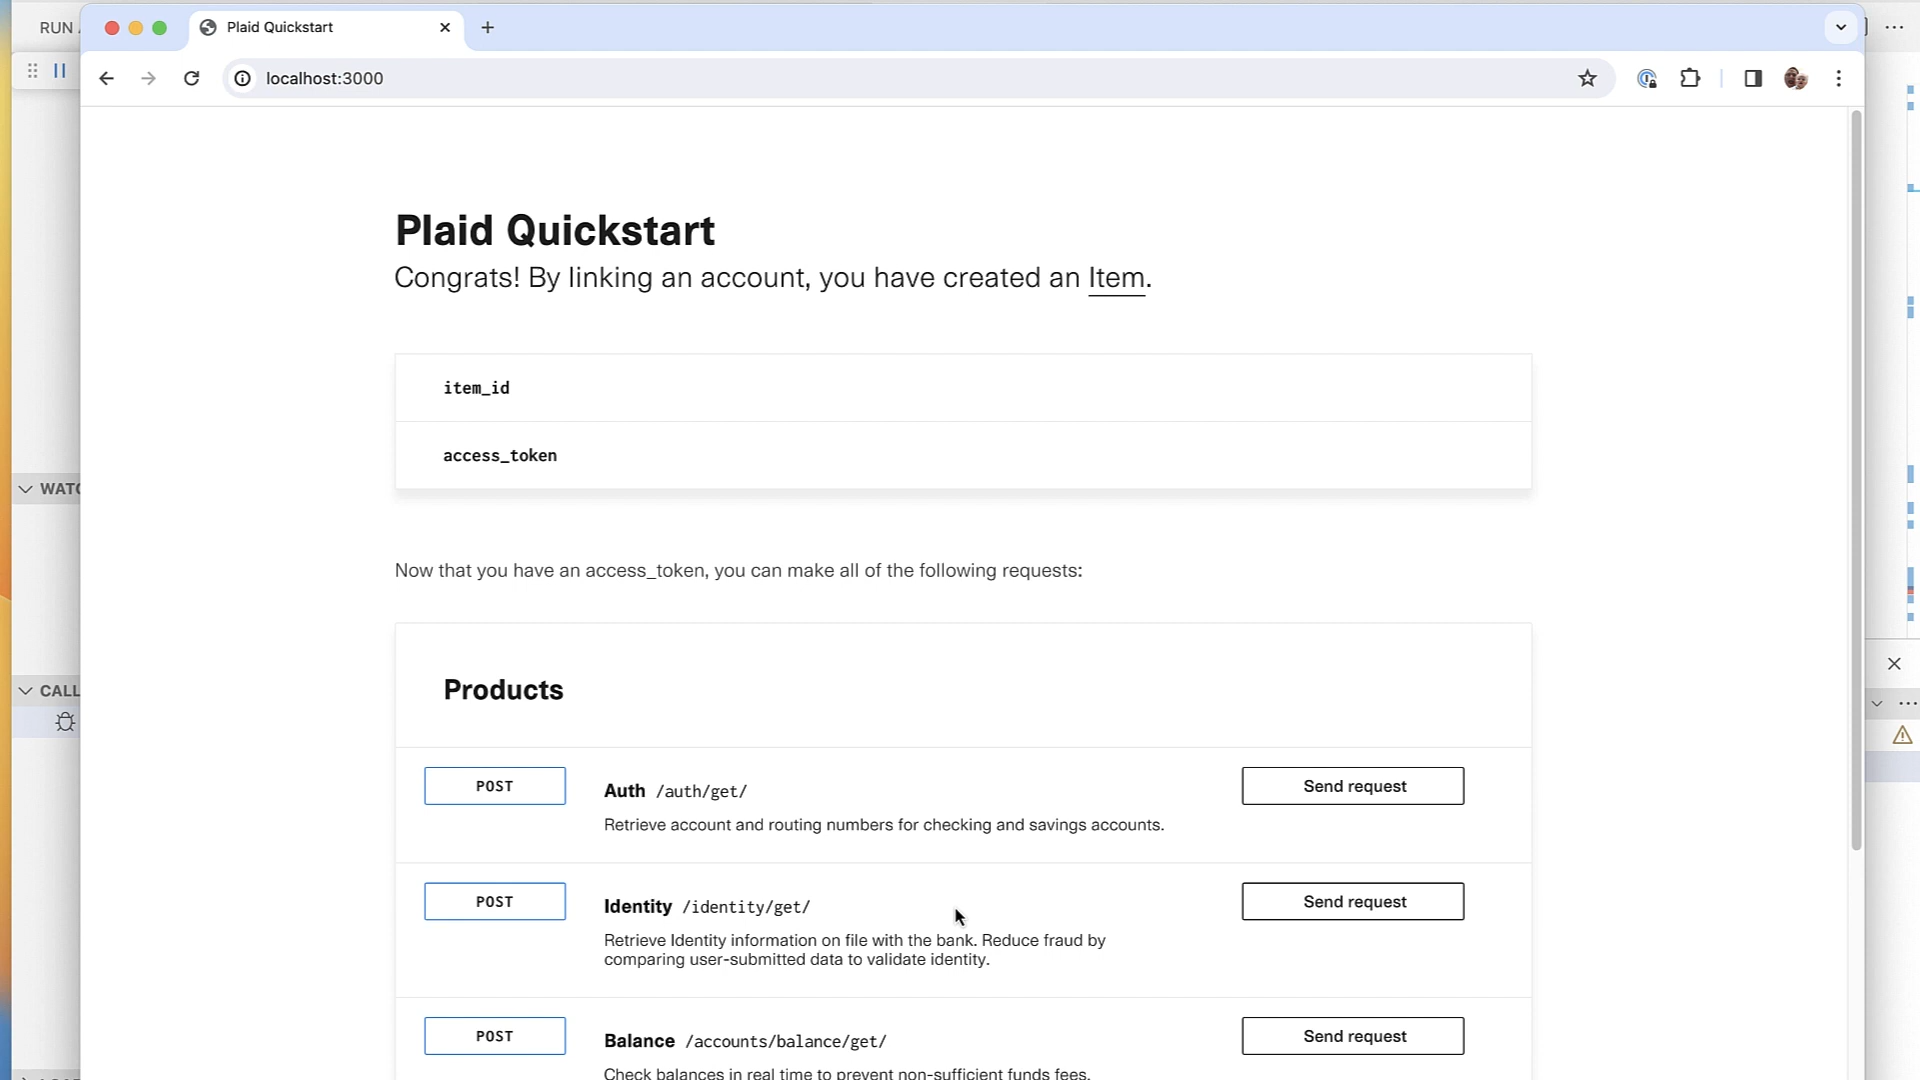 RUN
Plaid Quickstart
localhost:3000
Plaid Quickstart
Congrats! By linking an account, you have created an Item.
item_id
access_token
WATC
Now that you have an access_token, you can make all of the following requests:
Products
CALL
POST
Auth /auth/get/
Send request
Retrieve account and routing numbers for checking and savings accounts.
POST
Identity /identity/get/
Send request
Retrieve Identity information on file with the bank. Reduce fraud by
comparing user-submitted data to validate identity.
POST
Balance /accounts/balance/get/
Send request
Check balances in real time to prevent non-sufficient funds fees.